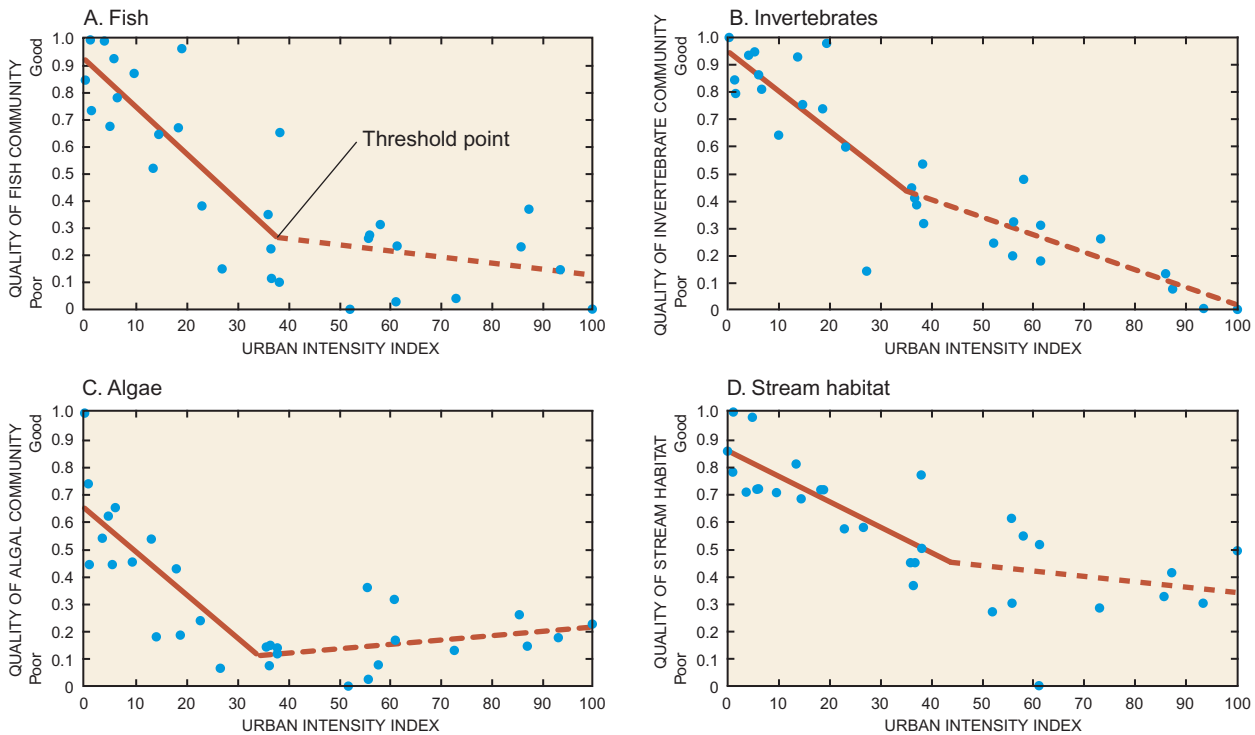 A. Fish
QUALITY OF FISH COMMUNITY
Poor Good
1.0
0.9
0.8
0.7
0.6
0.5
0.4
0.3
0.2
0.1
0
Threshold point
0 10 20 30 40 50 60 70 80 90 100
URBAN INTENSITY INDEX
B. Invertebrates
QUALITY OF INVERTEBRATE COMMUNITY
Poor Good
1.0
0.9
0.8
0.7
0.6
0.5
0.4
0.3
0.2
0.1
0
0 10 20 30 40 50 60 70 80 90 100
URBAN INTENSITY INDEX
C. Algae
QUALITY OF ALGAL COMMUNITY
Poor Good
1.0
0.9
0.8
0.7
0.6
0.5
0.4
0.3
0.2
0.1
0
0 10 20 30 40 50 60 70 80 90 100
URBAN INTENSITY INDEX
D. Stream habitat
QUALITY OF STREAM HABITAT
Poor Good
1.0
0.9
0.8
0.7
0.6
0.5
0.4
0.3
0.2
0.1
0
0 10 20 30 40 50 60 70 80 90 100
URBAN INTENSITY INDEX